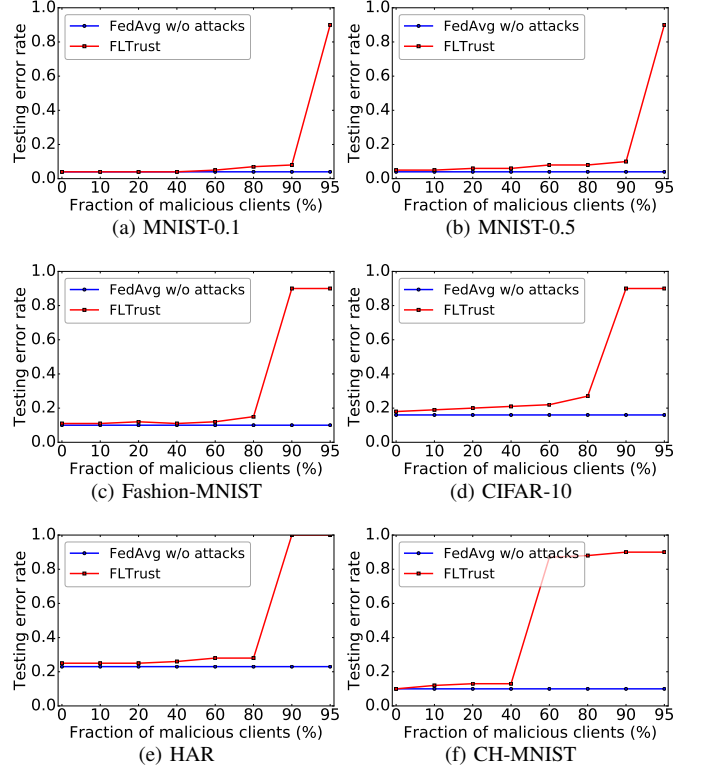 1.0
0.8
0.6
0.4
0.2
0.0
Testing error rate
FedAvg w/o attacks
FLTrust
0 10 20 40 60 80 90 95
Fraction of malicious clients (%)
(a) MNIST-0.1
1.0
0.8
0.6
0.4
0.2
0.0
Testing error rate
FedAvg w/o attacks
FLTrust
0 10 20 40 60 80 90 95
Fraction of malicious clients (%)
(b) MNIST-0.5
1.0
0.8
0.6
0.4
0.2
0.0
Testing error rate
FedAvg w/o attacks
FLTrust
0 10 20 40 60 80 90 95
Fraction of malicious clients (%)
(c) Fashion-MNIST
1.0
0.8
0.6
0.4
0.2
0.0
Testing error rate
FedAvg w/o attacks
FLTrust
0 10 20 40 60 80 90 95
Fraction of malicious clients (%)
(d) CIFAR-10
1.0
0.8
0.6
0.4
0.2
0.0
Testing error rate
FedAvg w/o attacks
FLTrust
0 10 20 40 60 80 90 95
Fraction of malicious clients (%)
(e) HAR
1.0
0.8
0.6
0.4
0.2
0.0
Testing error rate
FedAvg w/o attacks
FLTrust
0 10 20 40 60 80 90 95
Fraction of malicious clients (%)
(f) CH-MNIST